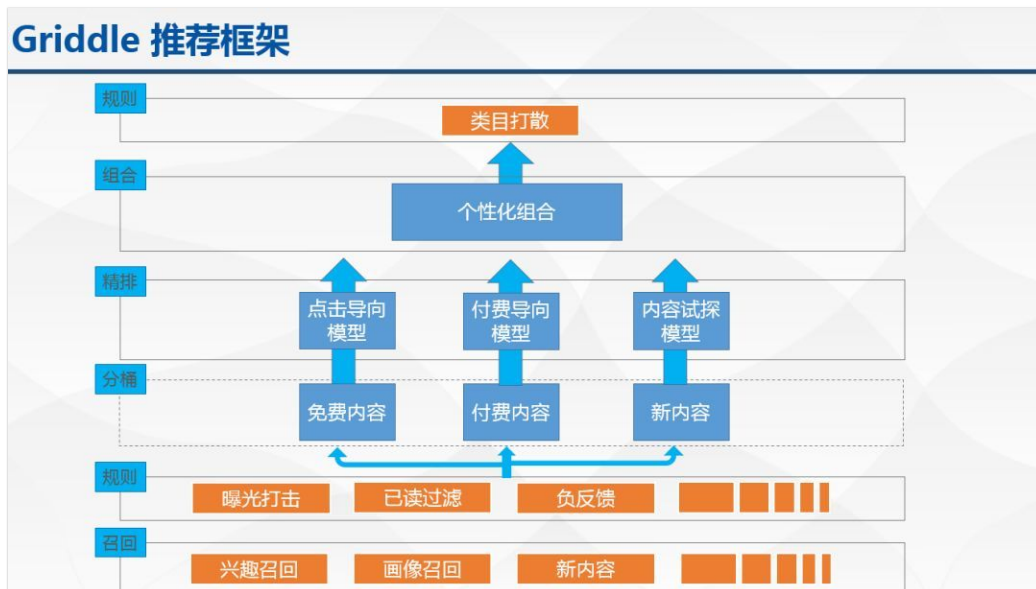 Griddle 推荐框架
规则
类目打散
组合
个性化组合
精排
点击导向
模型
付费导向
模型
内容试探
模型
分桶
免费内容
付费内容
新内容
规则
曝光打击
已读过滤
负反馈
召回
兴趣召回
画像召回
新内容